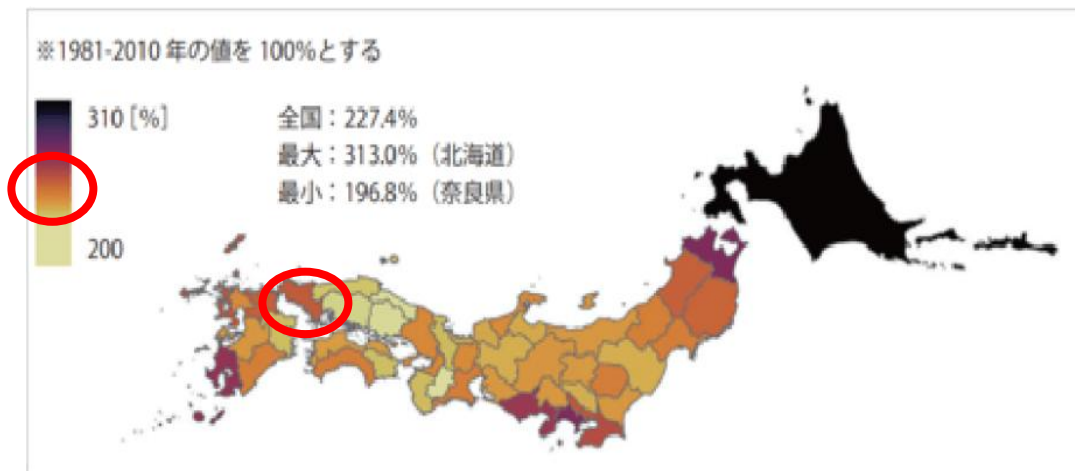 ※1981-2010 年の値を 100%とする
310 [%]
200
全国：227.4%
最大：313.0%（北海道）
最小：196.8%（奈良県）